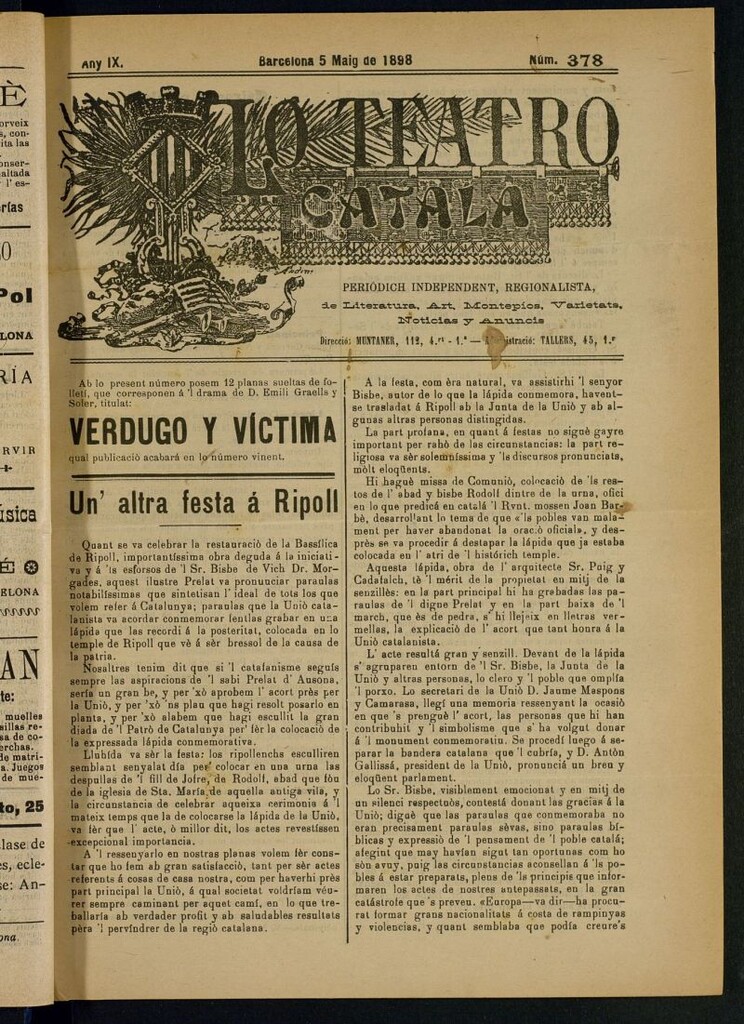 Any IX.
Barcelona 5 Maig de 1898
Núm. 378
LO TEATRO
CATALÀ
PERIÓDICH INDEPENDENT, REGIONALISTA,
de Literatura, Art, Montepíos, Varietats,
Noticias y Anuncis
Direcció: MUNTANER, 112, 4.rt - 1.ª — istració: TALLERS, 45, 1.r
Ab lo present número posem 12 planas sueltas de fo-
lletí, que corresponen á 'l drama de D. Emili Graells y
Soler, titulat:
VERDUGO Y VÍCTIMA
qual publicació acabará en lo número vinent.
Un' altra festa á Ripoll
Quant se va celebrar la restauració de la Bassílica
de Ripoll, importantíssima obra deguda á la iniciati-
va y á 'ls esforsos de 'l Sr. Bisbe de Vich Dr. Mor-
gades, aquest ilustre Prelat va pronunciar paraulas
notabilíssimas que sintetisan l' ideal de tots los que
volem refer á Catalunya; paraulas que la Unió cata-
lanista va acordar conmemorar fentlas grabar en una
lápida que las recordi á la posteritat, colocada en lo
temple de Ripoll que vè á sèr bressol de la causa de
la patria.
Nosaltres tenim dit que si 'l catalanisme seguís
sempre las aspiracions de 'l sabi Prelat d' Ausona,
sería un gran be, y per 'xò aprobem l' acort près per
la Unió, y per 'xò 'ns plau que hagi resolt posarlo en
planta, y per 'xò alabem que hagi escullit la gran
diada de 'l Patró de Catalunya per fèr la colocació de
la expressada lápida conmemorativa.
Lluhida va sèr la festa: los ripollenchs esculliren
semblant senyalat día per colocar en una urna las
despullas de 'l fill de Jofre, de Rodolf, abad que fóu
de la iglesia de Sta. María de aquella antiga vila, y
la circunstancia de celebrar aqueixa cerimonia á 'l
mateix temps que la de colocarse la lápida de la Unió,
va fèr que l' acte, ò millor dit, los actes revestissen
excepcional importancia.
A 'l ressenyarlo en nostras planas volem fèr cons-
tar que ho fem ab gran satisfacció, tant per sèr actes
referents á cosas de casa nostra, com per haverhi près
part principal la Unió, á qual societat voldríam véu-
rer sempre caminant per aquet camí, en lo que tre-
ballaría ab verdader profit y ab saludables resultats
pèra 'l pervíndrer de la regió catalana.
A la festa, com èra natural, va assistirhi 'l senyor
Bisbe, autor de lo que la lápida conmemora, havent-
se trasladat á Ripoll ab la Junta de la Unió y ab al-
gunas altras personas distingidas.
La part profana, en quant á festas no sigué gayre
important per rahò de las circunstancias: la part re-
ligiosa va sèr solemníssima y 'ls discursos pronunciats,
mòlt eloqüents.
Hi hagué missa de Comunió, colocació de 'ls res-
tos de l' abad y bisbe Rodolf dintre de la urna, ofici
en lo que predicá en catalá 'l Rvnt. mossen Joan Bar-
bè, desarrollant lo tema de que «'ls pobles van mala-
ment per haver abandonat la oració oficial», y des-
près se va procedir á destapar la lápida que ja estaba
colocada en l' atri de 'l històrich temple.
Aquesta lápida, obra de l' arquitecte Sr. Puig y
Cadafalch, tè 'l mérit de la propietat en mitj de la
senzillès: en la part principal hi ha grabadas las pa-
raulas de 'l digne Prelat y en la part baixa de 'l
march, que ès de pedra, s' hi llejeix en lletras ver-
mellas, la explicació de l' acort que tant honra á la
Unió catalanista.
L' acte resultá gran y senzill. Devant de la lápida
s' agruparen entorn de 'l Sr. Bisbe, la Junta de la
Unió y altras personas, lo clero y 'l poble que omplía
'l porxo. Lo secretari de la Unió D. Jaume Maspons
y Camarasa, llegí una memoria ressenyant la ocasió
en que 's prengué l' acort, las personas que hi han
contribuhit y 'l simbolisme que s' ha volgut donar
á 'l monument conmemoratiu. Se procedí luego á se-
parar la bandera catalana que 'l cubría, y D. Antòn
Gallissá, president de la Unió, pronunciá un breu y
eloqüent parlament.
Lo Sr. Bisbe, visiblement emocionat y en mitj de
un silenci respectuòs, contestá donant las gracias á la
Unió; digué que las paraulas que conmemoraba no
eran precisament paraulas sèvas, sino paraulas bí-
blicas y expressió de 'l pensament de 'l poble catalá;
afegint que may havían sigut tan oportunas com ho
sòn avuy, puig las circunstancias aconsellan á 'ls po-
bles á estar preparats, plens de 'ls principis que infor-
maren los actes de nostres antepassats, en la gran
catástrofe que 's preveu. «Europa—va dir—ha procu-
rat formar grans nacionalitats á costa de rampinyas
y violencias, y quant semblaba que podía creure's